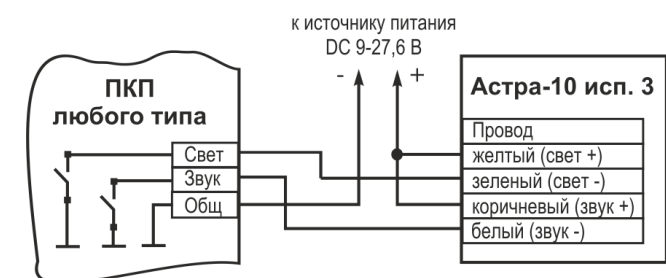 к источнику питания
DC 9-27,6 В
- +
ПКП
любого типа
Свет
Звук
Общ
Астра-10 исп. 3
Провод
желтый (свет +)
зеленый (свет -)
коричневый (звук +)
белый (звук -)